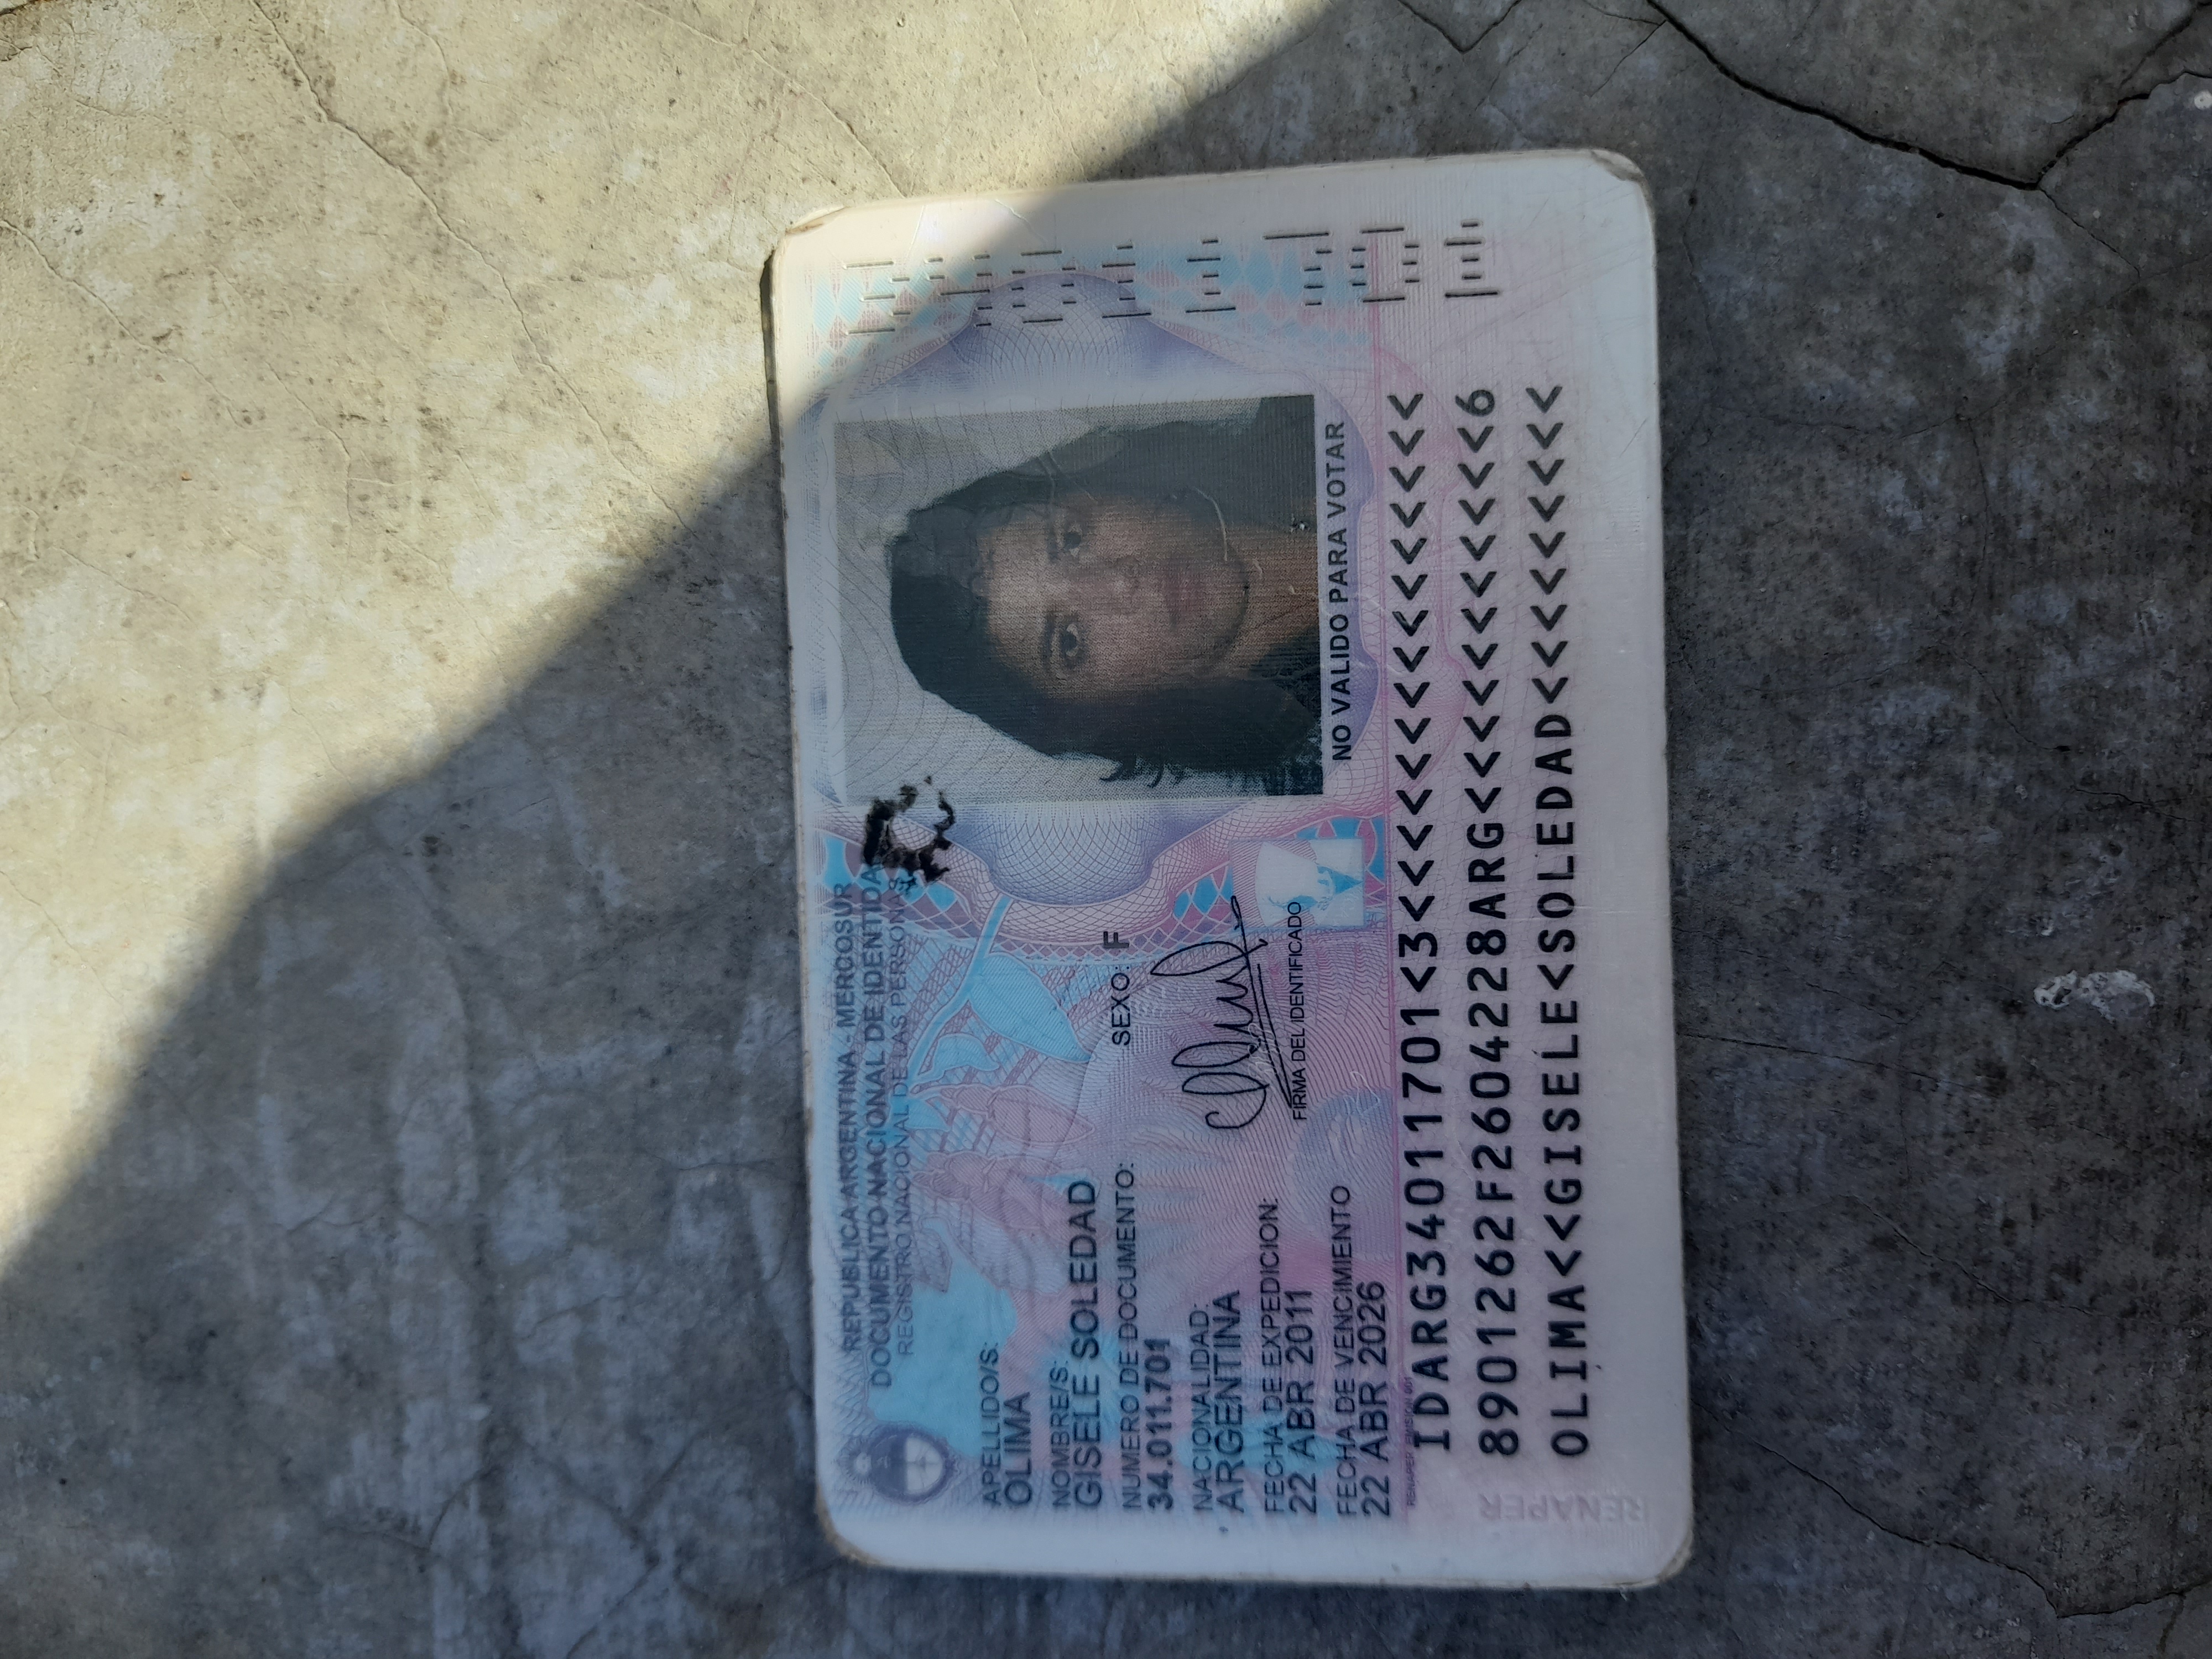 REPUBLICA ARGENTINA - MERCOSUR
DOCUMENTO NACIONAL DE IDENTIDA
REGISTRO NACIONAL DE LAS PERSONAS
APELLIDO/S:
OLIMA
NOMBRE/S:
GISELE SOLEDAD
NUMERO DE DOCUMENTO:
34.011.701
SEXO: F
NACIONALIDAD:
ARGENTINA
FECHA DE EXPEDICION:
22 ABR 2011
FIRMA DEL IDENTIFICADO
FECHA DE VENCIMIENTO
22 ABR 2026
NO VALIDO PARA VOTAR
RENAPER EMISION 001
IDARG34011701<3<<<<<<<<<<<<<<<
8901262F2604228ARG<<<<<<<<<<<6
OLIMA<<GISELE<SOLEDAD<<<<<<<<<
RENAPER